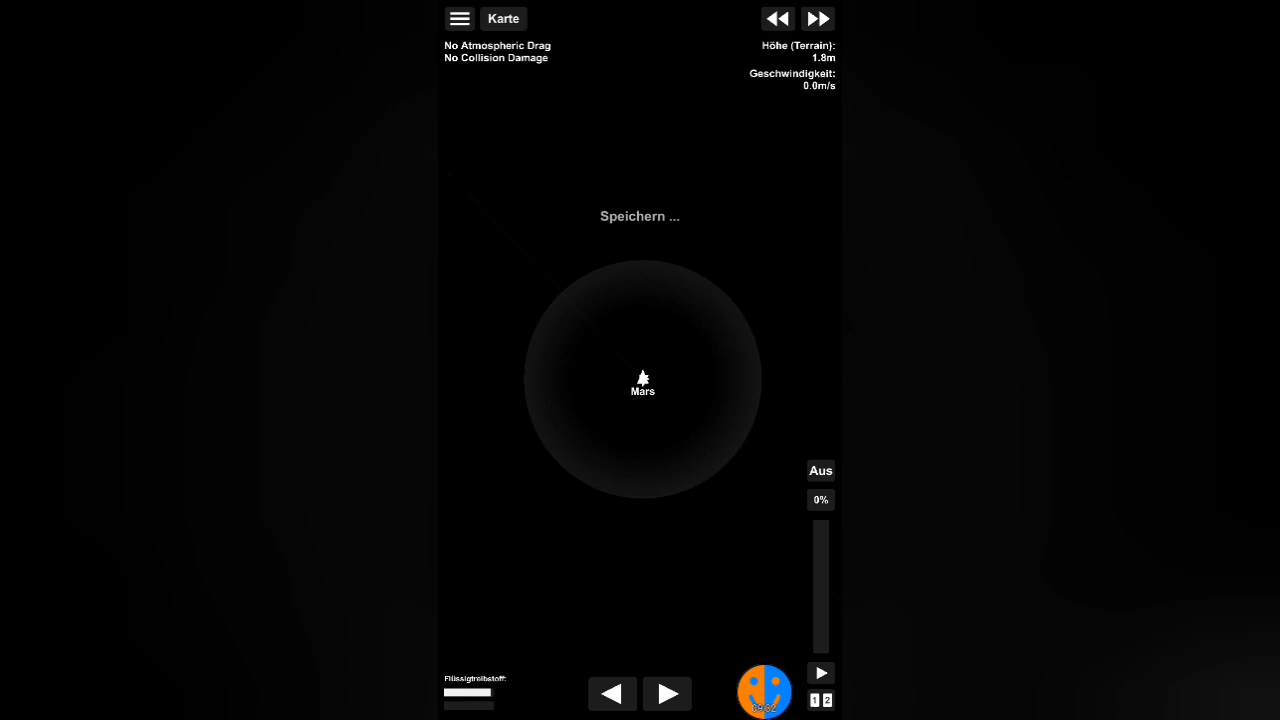 Karte
No Atmospheric Drag
No Collision Damage
Höhe (Terrain):
1.8m
Geschwindigkeit:
0.0m/s
Speichern ...
Mars
Aus
0%
Flüssigtreibstoff:
1 2